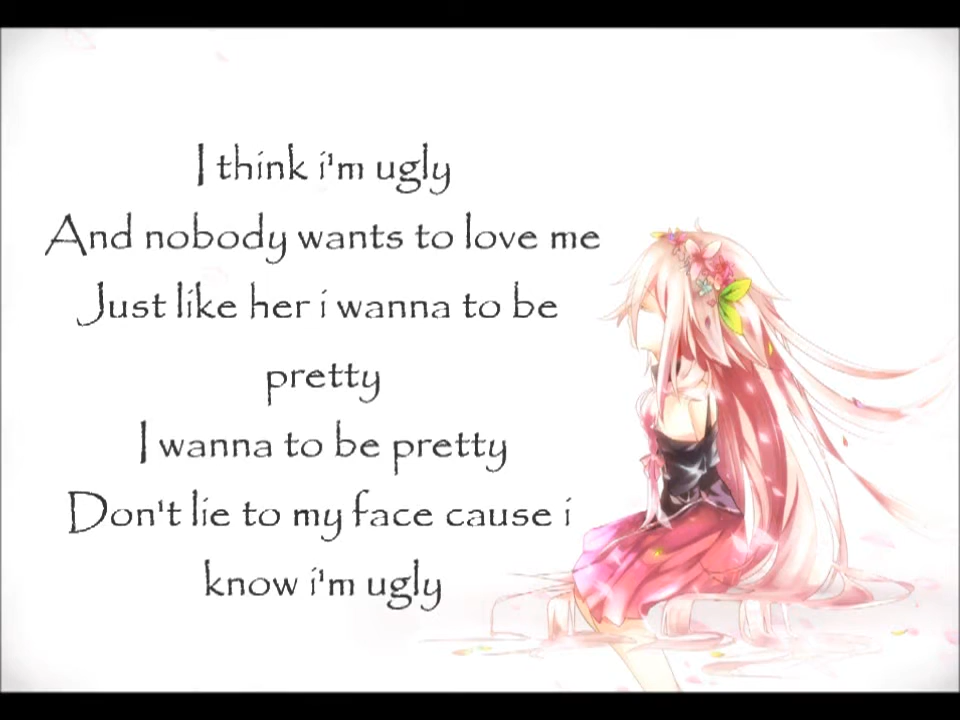 I think i'm ugly
And nobody wants to love me
Just like her i wanna to be
pretty
I wanna to be pretty
Don't lie to my face cause i
know i'm ugly